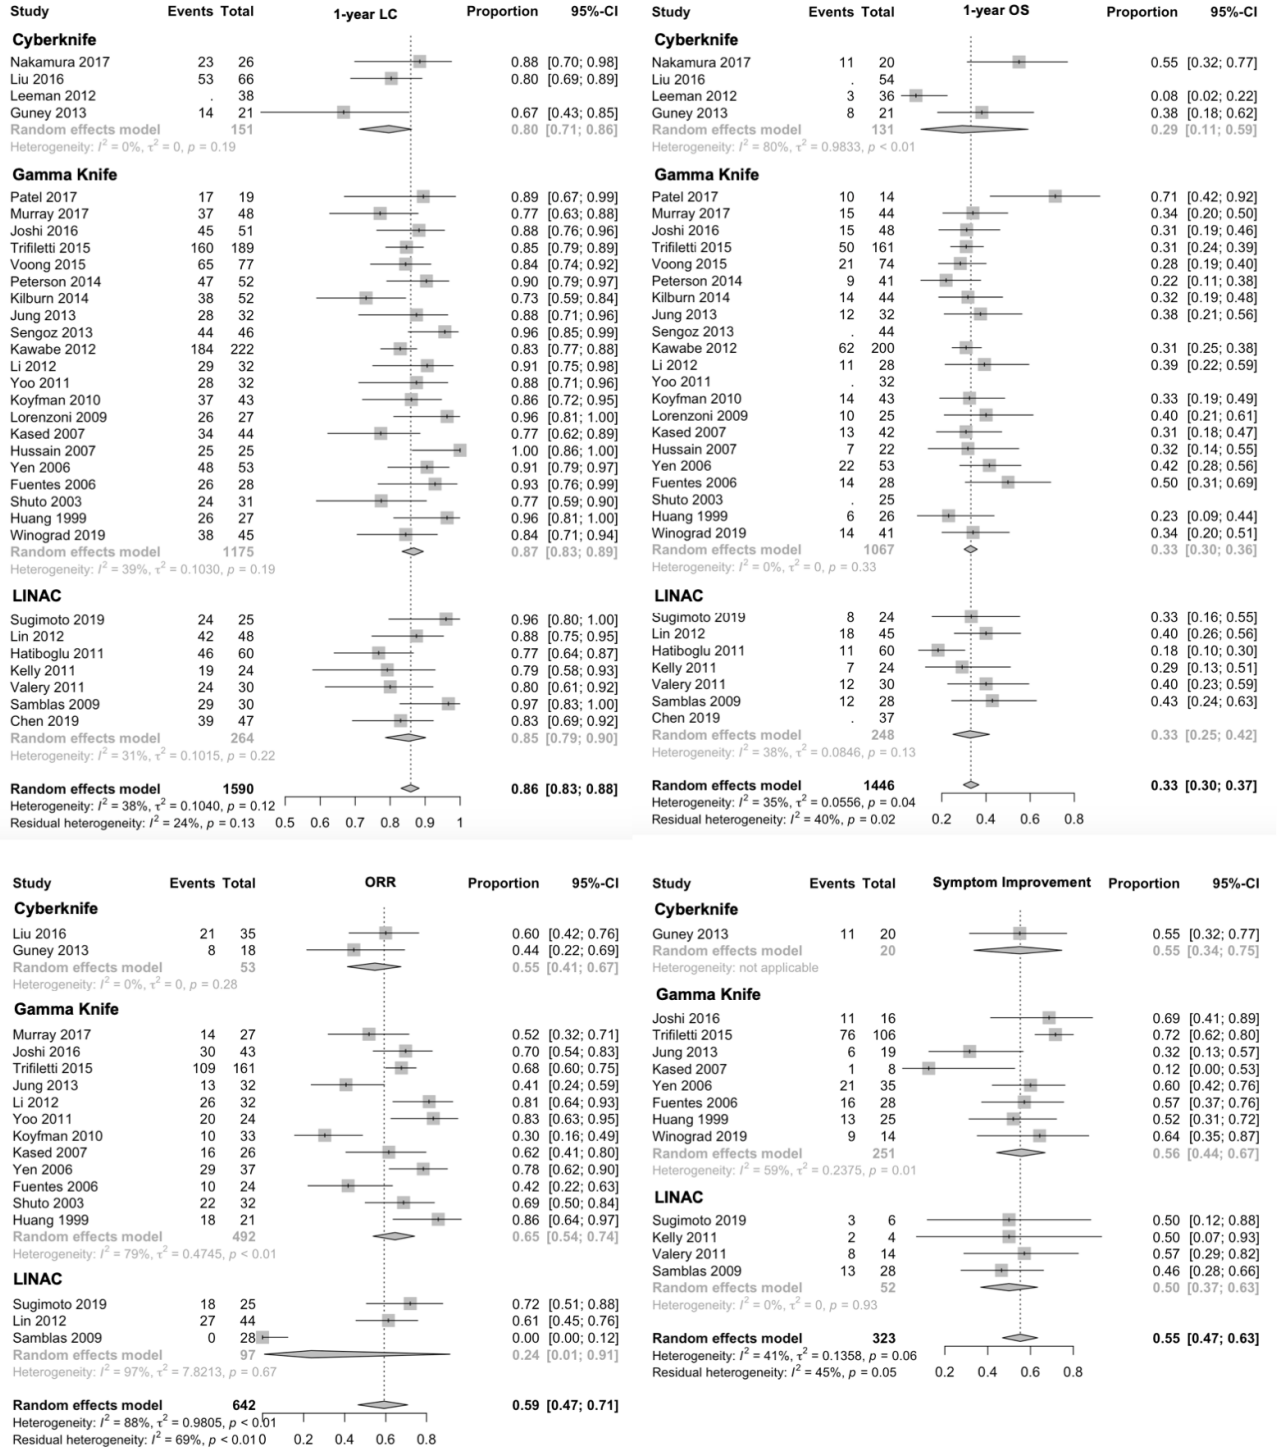 Study Events Total 1-year LC Proportion 95%-CI
Cyberknife
Nakamura 2017 23 26 0.88 [0.70; 0.98]
Liu 2016 53 66 0.80 [0.69; 0.89]
Leeman 2012 . 38
Guney 2013 14 21 0.67 [0.43; 0.85]
Random effects model 151 0.80 [0.71; 0.86]
Heterogeneity: I² = 0%, τ² = 0, p = 0.19
Gamma Knife
Patel 2017 17 19 0.89 [0.67; 0.99]
Murray 2017 37 48 0.77 [0.63; 0.88]
Joshi 2016 45 51 0.88 [0.76; 0.96]
Trifiletti 2015 160 189 0.85 [0.79; 0.89]
Voong 2015 65 77 0.84 [0.74; 0.92]
Peterson 2014 47 52 0.90 [0.79; 0.97]
Kilburn 2014 38 52 0.73 [0.59; 0.84]
Jung 2013 28 32 0.88 [0.71; 0.96]
Sengoz 2013 44 46 0.96 [0.85; 0.99]
Kawabe 2012 184 222 0.83 [0.77; 0.88]
Li 2012 29 32 0.91 [0.75; 0.98]
Yoo 2011 28 32 0.88 [0.71; 0.96]
Koyfman 2010 37 43 0.86 [0.72; 0.95]
Lorenzoni 2009 26 27 0.96 [0.81; 1.00]
Kased 2007 34 44 0.77 [0.62; 0.89]
Hussain 2007 25 25 1.00 [0.86; 1.00]
Yen 2006 48 53 0.91 [0.79; 0.97]
Fuentes 2006 26 28 0.93 [0.76; 0.99]
Shuto 2003 24 31 0.77 [0.59; 0.90]
Huang 1999 26 27 0.96 [0.81; 1.00]
Winograd 2019 38 45 0.84 [0.71; 0.94]
Random effects model 1175 0.87 [0.83; 0.89]
Heterogeneity: I² = 39%, τ² = 0.1030, p = 0.19
LINAC
Sugimoto 2019 24 25 0.96 [0.80; 1.00]
Lin 2012 42 48 0.88 [0.75; 0.95]
Hatiboglu 2011 46 60 0.77 [0.64; 0.87]
Kelly 2011 19 24 0.79 [0.58; 0.93]
Valery 2011 24 30 0.80 [0.61; 0.92]
Samblas 2009 29 30 0.97 [0.83; 1.00]
Chen 2019 39 47 0.83 [0.69; 0.92]
Random effects model 264 0.85 [0.79; 0.90]
Heterogeneity: I² = 31%, τ² = 0.1015, p = 0.22
Random effects model 1590 0.86 [0.83; 0.88]
Heterogeneity: I² = 38%, τ² = 0.1040, p = 0.12
Residual heterogeneity: I² = 24%, p = 0.13 0.5 0.6 0.7 0.8 0.9 1
Study Events Total 1-year OS Proportion 95%-CI
Cyberknife
Nakamura 2017 11 20 0.55 [0.32; 0.77]
Liu 2016 . 54
Leeman 2012 3 36 0.08 [0.02; 0.22]
Guney 2013 8 21 0.38 [0.18; 0.62]
Random effects model 131 0.29 [0.11; 0.59]
Heterogeneity: I² = 80%, τ² = 0.9833, p < 0.01
Gamma Knife
Patel 2017 10 14 0.71 [0.42; 0.92]
Murray 2017 15 44 0.34 [0.20; 0.50]
Joshi 2016 15 48 0.31 [0.19; 0.46]
Trifiletti 2015 50 161 0.31 [0.24; 0.39]
Voong 2015 21 74 0.28 [0.19; 0.40]
Peterson 2014 9 41 0.22 [0.11; 0.38]
Kilburn 2014 14 44 0.32 [0.19; 0.48]
Jung 2013 12 32 0.38 [0.21; 0.56]
Sengoz 2013 . 44
Kawabe 2012 62 200 0.31 [0.25; 0.38]
Li 2012 11 28 0.39 [0.22; 0.59]
Yoo 2011 . 32
Koyfman 2010 14 43 0.33 [0.19; 0.49]
Lorenzoni 2009 10 25 0.40 [0.21; 0.61]
Kased 2007 13 42 0.31 [0.18; 0.47]
Hussain 2007 7 22 0.32 [0.14; 0.55]
Yen 2006 22 53 0.42 [0.28; 0.56]
Fuentes 2006 14 28 0.50 [0.31; 0.69]
Shuto 2003 . 25
Huang 1999 6 26 0.23 [0.09; 0.44]
Winograd 2019 14 41 0.34 [0.20; 0.51]
Random effects model 1067 0.33 [0.30; 0.36]
Heterogeneity: I² = 0%, τ² = 0, p = 0.33
LINAC
Sugimoto 2019 8 24 0.33 [0.16; 0.55]
Lin 2012 18 45 0.40 [0.26; 0.56]
Hatiboglu 2011 11 60 0.18 [0.10; 0.30]
Kelly 2011 7 24 0.29 [0.13; 0.51]
Valery 2011 12 30 0.40 [0.23; 0.59]
Samblas 2009 12 28 0.43 [0.24; 0.63]
Chen 2019 . 37
Random effects model 248 0.33 [0.25; 0.42]
Heterogeneity: I² = 38%, τ² = 0.0846, p = 0.13
Random effects model 1446 0.33 [0.30; 0.37]
Heterogeneity: I² = 35%, τ² = 0.0556, p = 0.04
Residual heterogeneity: I² = 40%, p = 0.02 0.2 0.4 0.6 0.8
Study Events Total ORR Proportion 95%-CI
Cyberknife
Liu 2016 21 35 0.60 [0.42; 0.76]
Guney 2013 8 18 0.44 [0.22; 0.69]
Random effects model 53 0.55 [0.41; 0.67]
Heterogeneity: I² = 0%, τ² = 0, p = 0.28
Gamma Knife
Murray 2017 14 27 0.52 [0.32; 0.71]
Joshi 2016 30 43 0.70 [0.54; 0.83]
Trifiletti 2015 109 161 0.68 [0.60; 0.75]
Jung 2013 13 32 0.41 [0.24; 0.59]
Li 2012 26 32 0.81 [0.64; 0.93]
Yoo 2011 20 24 0.83 [0.63; 0.95]
Koyfman 2010 10 33 0.30 [0.16; 0.49]
Kased 2007 16 26 0.62 [0.41; 0.80]
Yen 2006 29 37 0.78 [0.62; 0.90]
Fuentes 2006 10 24 0.42 [0.22; 0.63]
Shuto 2003 22 32 0.69 [0.50; 0.84]
Huang 1999 18 21 0.86 [0.64; 0.97]
Random effects model 492 0.65 [0.54; 0.74]
Heterogeneity: I² = 79%, τ² = 0.4745, p < 0.01
LINAC
Sugimoto 2019 18 25 0.72 [0.51; 0.88]
Lin 2012 27 44 0.61 [0.45; 0.76]
Samblas 2009 0 28 0.00 [0.00; 0.12]
Random effects model 97 0.24 [0.01; 0.91]
Heterogeneity: I² = 97%, τ² = 7.8213, p = 0.67
Random effects model 642 0.59 [0.47; 0.71]
Heterogeneity: I² = 88%, τ² = 0.9805, p < 0.01
Residual heterogeneity: I² = 69%, p < 0.01 0 0.2 0.4 0.6 0.8
Study Events Total Symptom Improvement Proportion 95%-CI
Cyberknife
Guney 2013 11 20 0.55 [0.32; 0.77]
Random effects model 20 0.55 [0.34; 0.75]
Heterogeneity: not applicable
Gamma Knife
Joshi 2016 11 16 0.69 [0.41; 0.89]
Trifiletti 2015 76 106 0.72 [0.62; 0.80]
Jung 2013 6 19 0.32 [0.13; 0.57]
Kased 2007 1 8 0.12 [0.00; 0.53]
Yen 2006 21 35 0.60 [0.42; 0.76]
Fuentes 2006 16 28 0.57 [0.37; 0.76]
Huang 1999 13 25 0.52 [0.31; 0.72]
Winograd 2019 9 14 0.64 [0.35; 0.87]
Random effects model 251 0.56 [0.44; 0.67]
Heterogeneity: I² = 59%, τ² = 0.2375, p = 0.01
LINAC
Sugimoto 2019 3 6 0.50 [0.12; 0.88]
Kelly 2011 2 4 0.50 [0.07; 0.93]
Valery 2011 8 14 0.57 [0.29; 0.82]
Samblas 2009 13 28 0.46 [0.28; 0.66]
Random effects model 52 0.50 [0.37; 0.63]
Heterogeneity: I² = 0%, τ² = 0, p = 0.93
Random effects model 323 0.55 [0.47; 0.63]
Heterogeneity: I² = 41%, τ² = 0.1358, p = 0.06
Residual heterogeneity: I² = 45%, p = 0.05 0.2 0.4 0.6 0.8